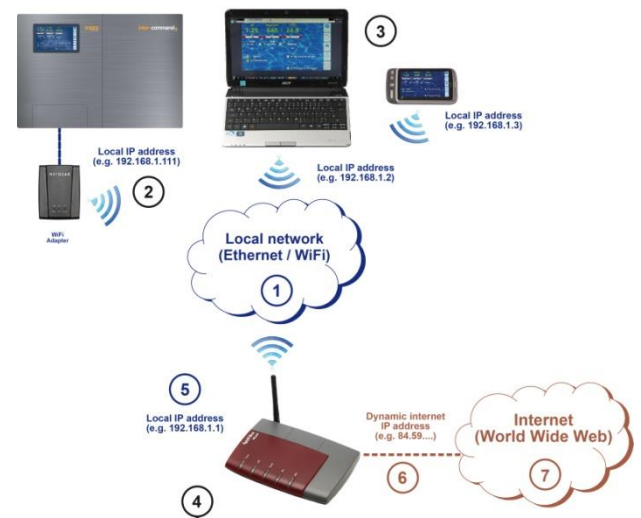 3
Local IP address
(e.g. 192.168.1.3)
Local IP address
(e.g. 192.168.1.111)
Local IP address
(e.g. 192.168.1.2)
NETGEAR
2
WiFi
Adapter
Local network
(Ethernet / WiFi)
1
5
Local IP address
(e.g. 192.168.1.1)
Dynamic internet
IP address
(e.g. 84.59....)
Internet
(World Wide Web)
6
7
4